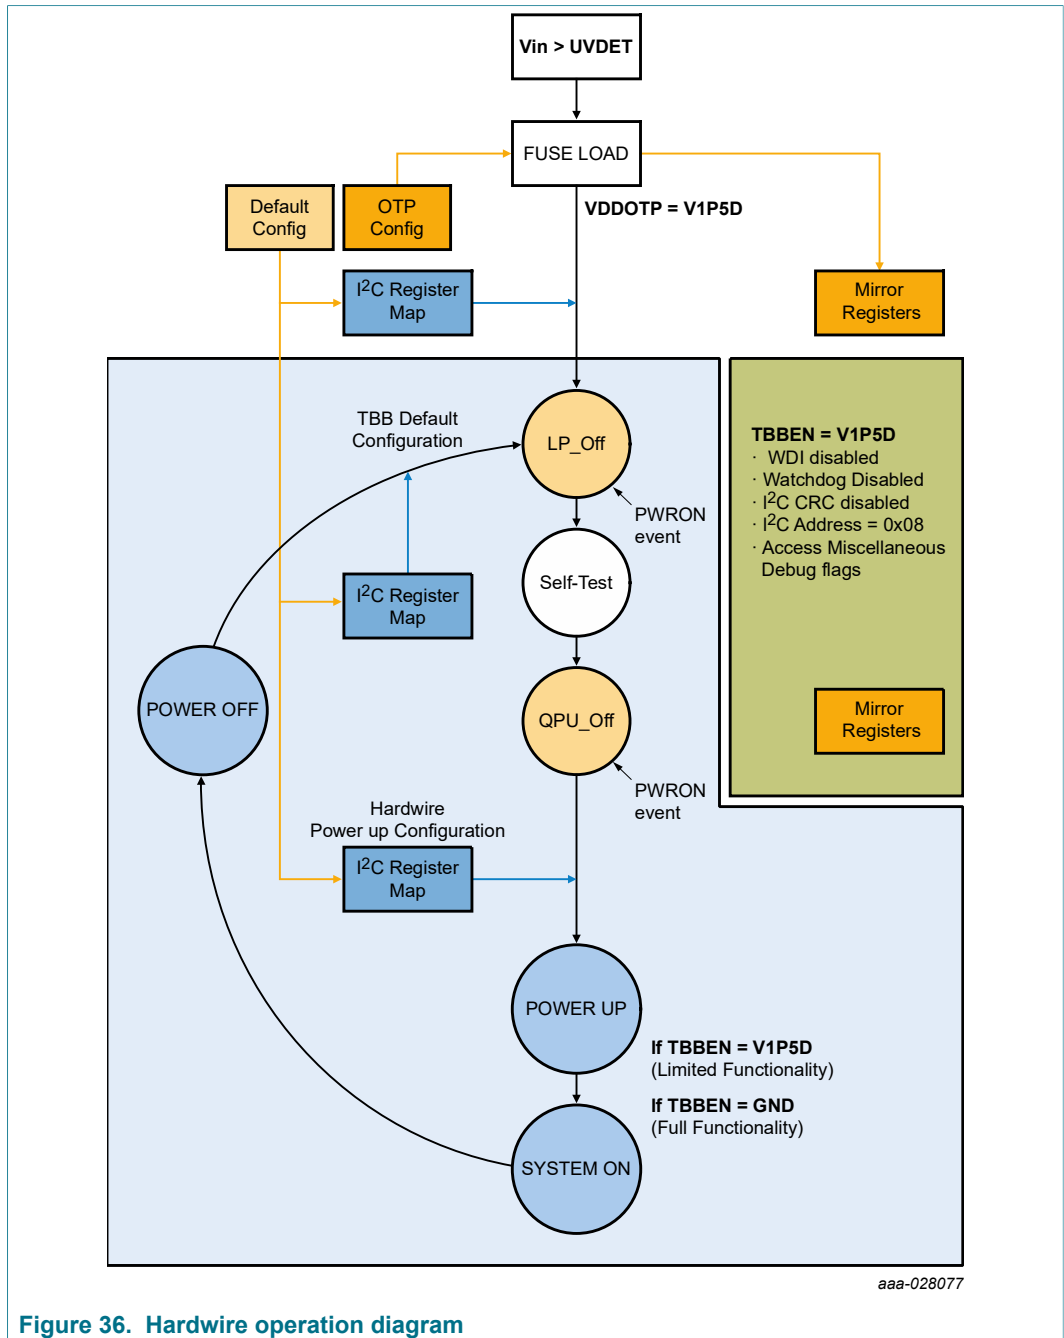 Vin > UVDET
FUSE LOAD
VDDOTP = V1P5D
Default
Config
OTP
Config
I2C Register
Map
Mirror
Registers
TBB Default
Configuration
LP_Off
PWRON
event
TBBEN = V1P5D
· WDI disabled
· Watchdog Disabled
· I2C CRC disabled
· I2C Address = 0x08
· Access Miscellaneous
Debug flags
Self-Test
I2C Register
Map
POWER OFF
QPU_Off
Mirror
Registers
PWRON
event
Hardwire
Power up Configuration
I2C Register
Map
POWER UP
If TBBEN = V1P5D
(Limited Functionality)
If TBBEN = GND
(Full Functionality)
SYSTEM ON
aaa-028077
Figure 36. Hardwire operation diagram